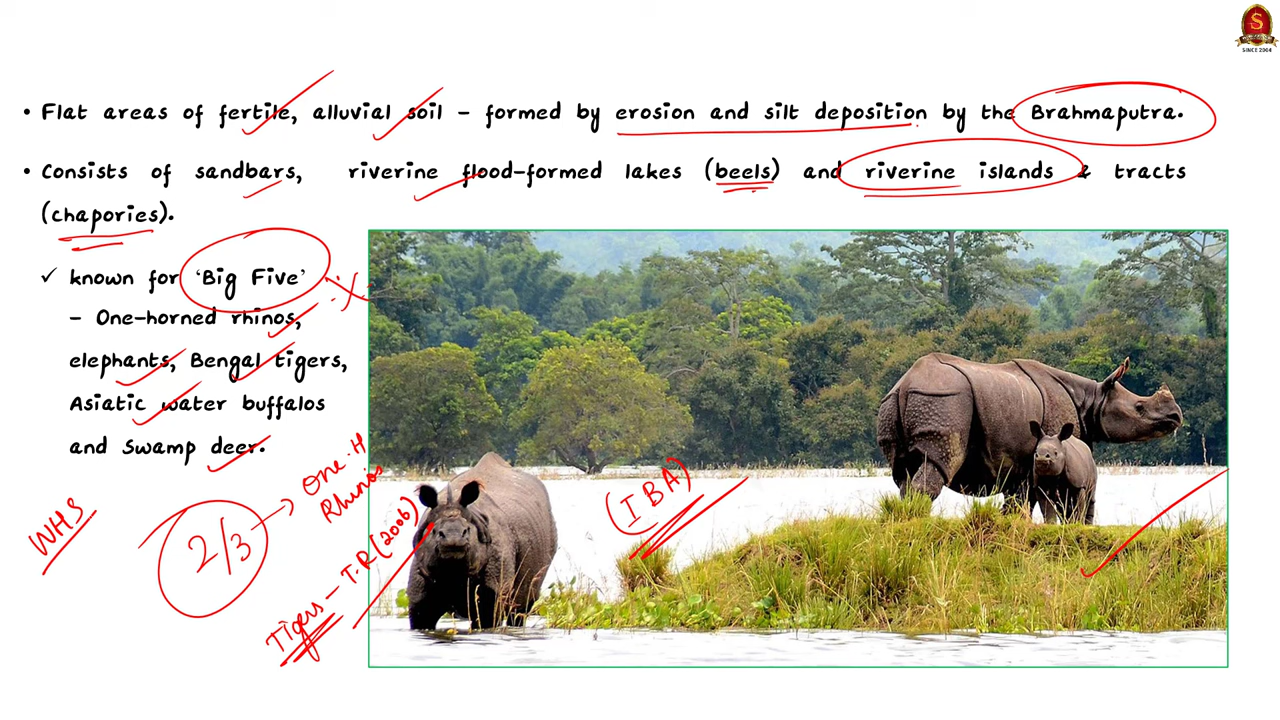 S
SINCE 2004
• Flat areas of fertile, alluvial soil – formed by erosion and silt deposition by the Brahmaputra.
• Consists of sandbars, riverine flood-formed lakes (beels) and riverine islands & tracts
(chapories).
✓ known for ‘Big Five’
– One-horned rhinos,
elephants, Bengal tigers,
Asiatic water buffalos
and Swamp deer.
WHS
2/3 → One·H
Rhinos
Tigers – T·R (2006)
(IBA)